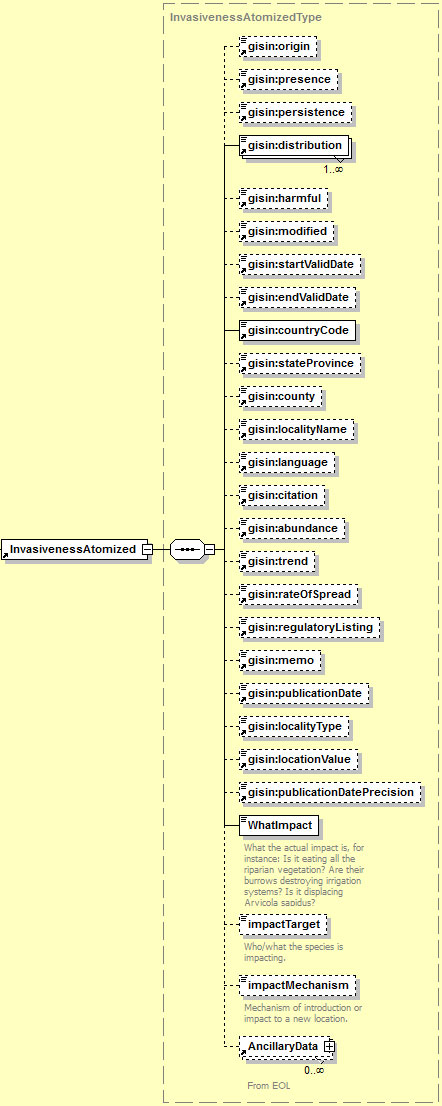 InvasivenessAtomizedType
gisin:origin
gisin:presence
gisin:persistence
gisin:distribution
1..∞
gisin:harmful
gisin:modified
gisin:startValidDate
gisin:endValidDate
gisin:countryCode
gisin:stateProvince
gisin:county
gisin:localityName
gisin:language
gisin:citation
gisin:abundance
InvasivenessAtomized
gisin:trend
gisin:rateOfSpread
gisin:regulatoryListing
gisin:memo
gisin:publicationDate
gisin:localityType
gisin:locationValue
gisin:publicationDatePrecision
WhatImpact
What the actual impact is, for
instance: Is it eating all the
riparian vegetation? Are their
burrows destroying irrigation
systems? Is it displacing
Arvicola sapidus?
impactTarget
Who/what the species is
impacting.
impactMechanism
Mechanism of introduction or
impact to a new location.
AncillaryData
0..∞
From EOL